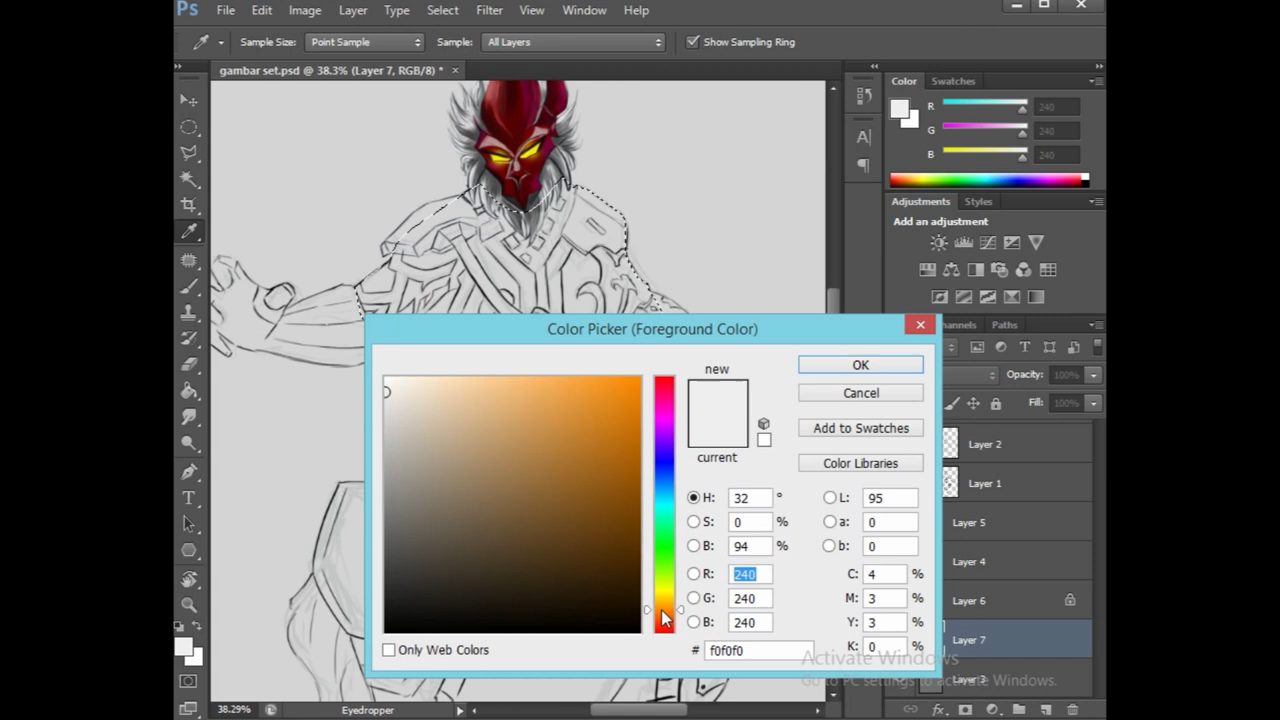 Ps File Edit Image Layer Type Select Filter View Window Help
Sample Size: Point Sample Sample: All Layers Show Sampling Ring
gambar set.psd @ 38.3% (Layer 7, RGB/8) * ×
Color Swatches
R 240
G 240
B 240
Adjustments Styles
Add an adjustment
Color Picker (Foreground Color)
hannels Paths
new
OK
Cancel
Opacity: 100%
Fill: 100%
Add to Swatches
current
Color Libraries
Layer 2
Layer 1
H: 32 ° L: 95
S: 0 % a: 0
B: 94 % b: 0
R: 240 C: 4 %
G: 240 M: 3 %
B: 240 Y: 3 %
# f0f0f0 K: 0 %
Only Web Colors
Layer 5
Layer 4
Layer 6
Layer 7
Layer 3
Activate Windows
Go to PC settings to activate Windows.
38.29% Eyedropper